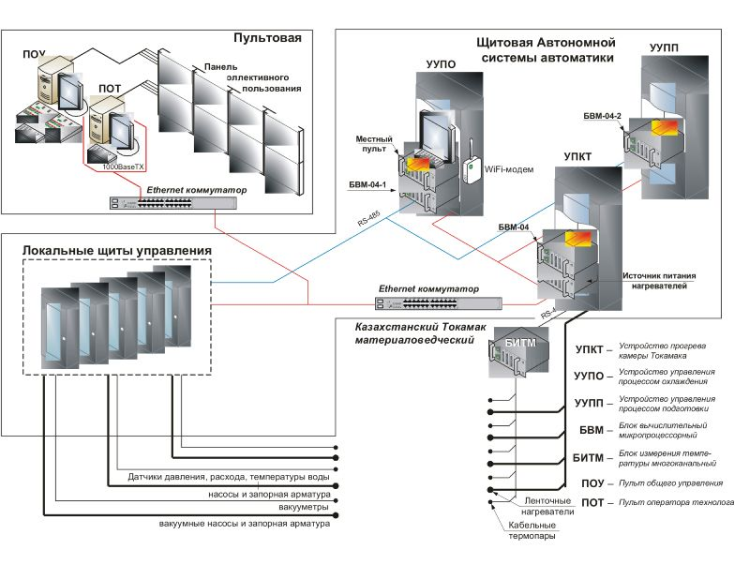 Пультовая
ПОУ
ПОТ
Панель
оллективного
пользования
1000BaseTX
Ethernet коммутатор
Щитовая Автономной
системы автоматики
УУПО
УУПП
УПКТ
БВМ-04-2
Местный
пульт
БВМ-04-1
WiFi-модем
RS-485
БВМ-04
Источник питания
нагревателей
Локальные щиты управления
Ethernet коммутатор
RS-4
Казахстанский Токамак
материаловедческий
БИТМ
УПКТ – Устройство прогрева
камеры Токамака
УУПО – Устройство управления
процессом охлаждения
УУПП – Устройство управления
процессом подготовки
БВМ – Блок вычислительный
микропроцессорный
БИТМ – Блок измерения темпе-
ратуры многоканальный
ПОУ – Пульт общего управления
ПОТ – Пульт оператора технолога
Датчики давления, расхода, температуры воды
насосы и запорная арматура
вакууметры
вакуумные насосы и запорная арматура
Ленточные
нагреватели
Кабельные
термопары